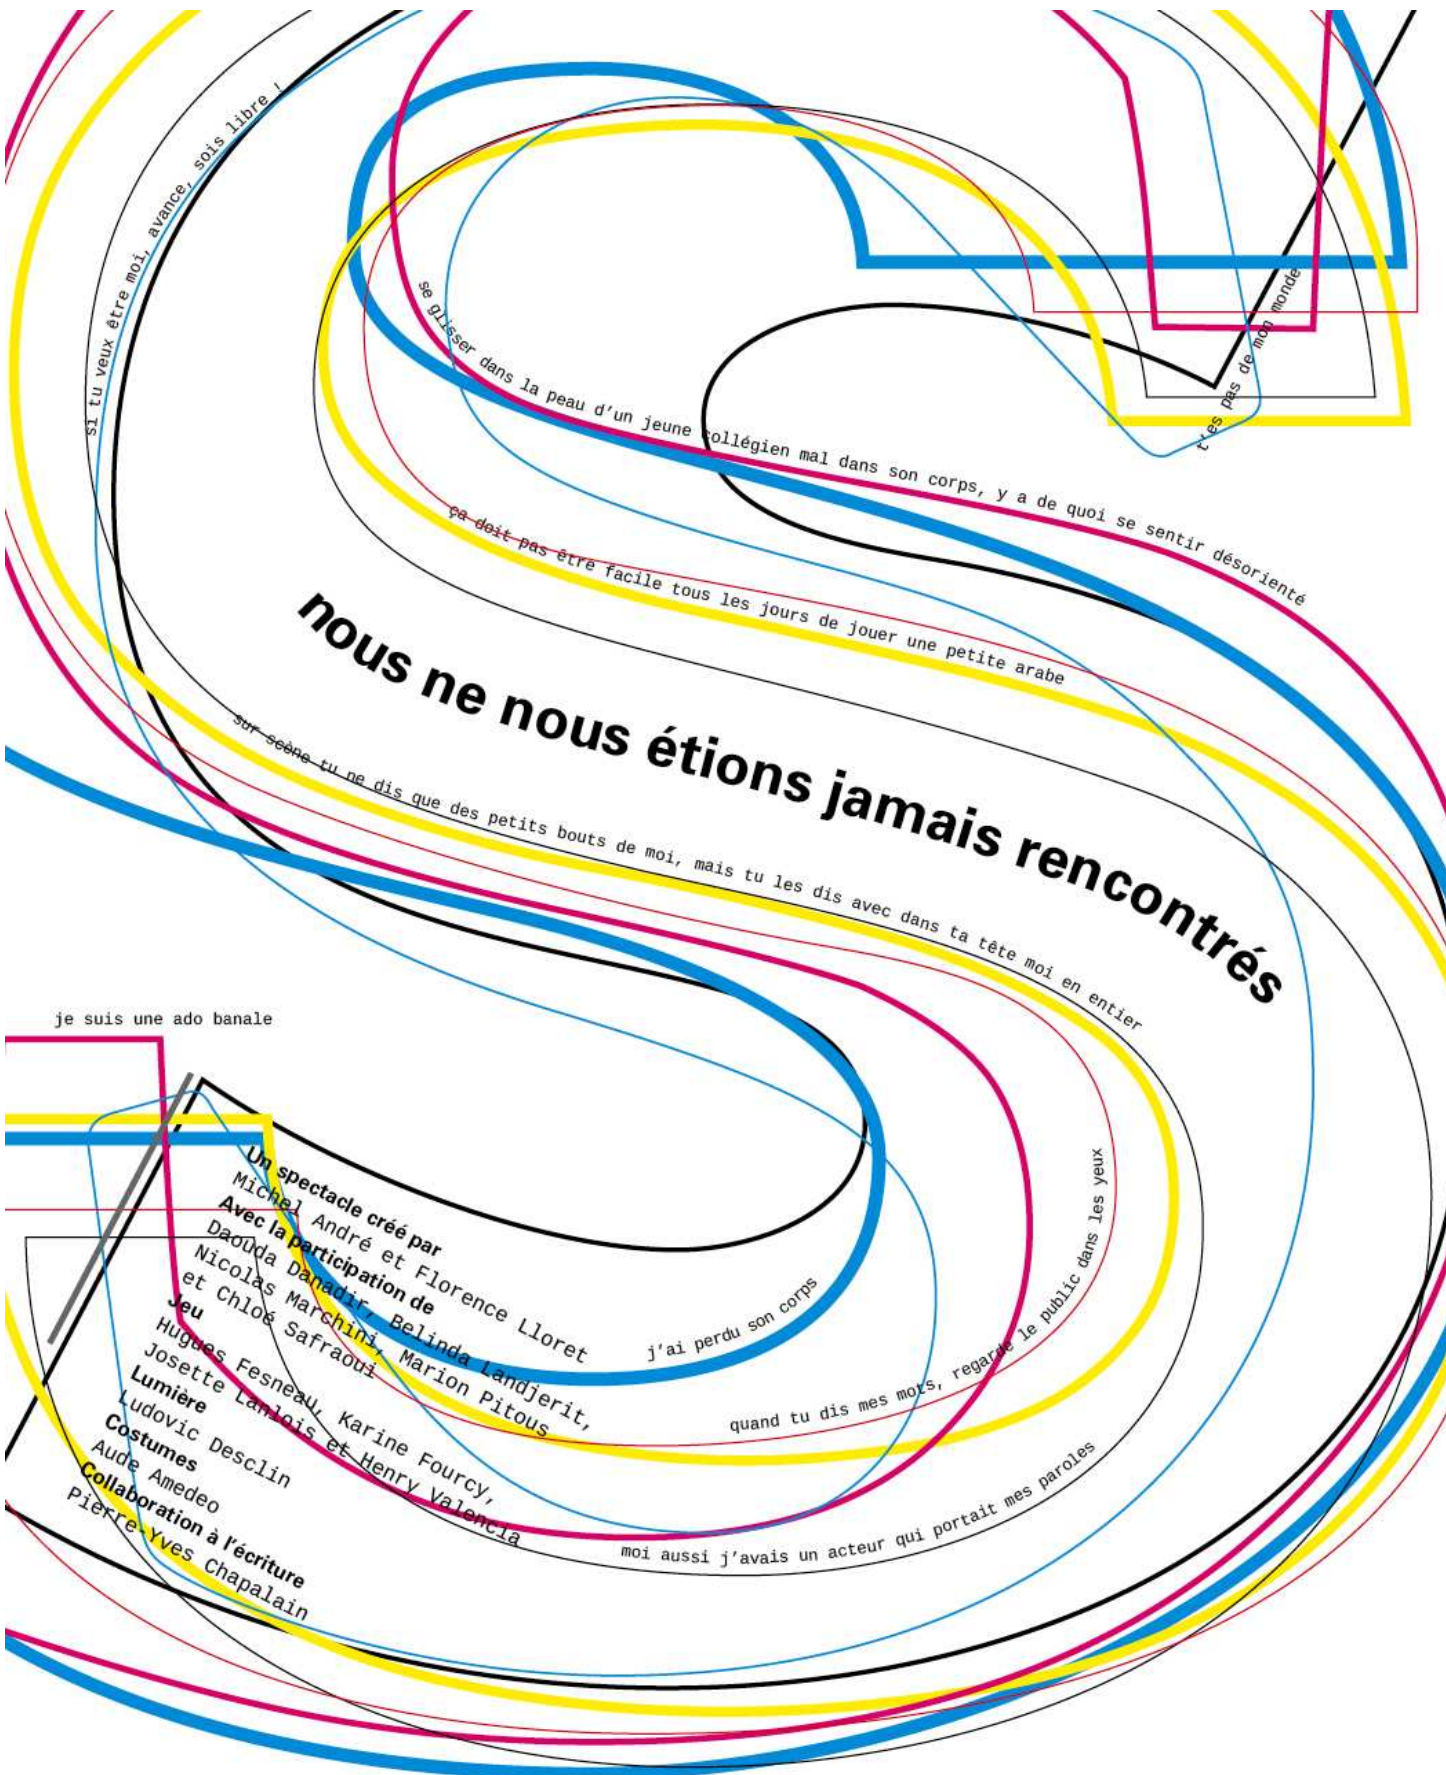 si tu veux être moi, avance, sois libre !
t'es pas de mon monde
se glisser dans la peau d'un jeune collégien mal dans son corps, y a de quoi se sentir désorienté
ça doit pas être facile tous les jours de jouer une petite arabe
nous ne nous étions jamais rencontrés
sur scène tu ne dis que des petits bouts de moi, mais tu les dis avec dans ta tête moi en entier
je suis une ado banale
Un spectacle créé par
Michel André et Florence Lloret
Avec la participation de
Daouda Danadir, Belinda Landjerit,
Nicolas Marchini, Marion Pitous
et Chloé Safraoui
Jeu
Hugues Fesneau, Karine Fourcy,
Josette Lanlois et Henry Valencia
Lumière
Ludovic Desclin
Costumes
Aude Amedeo
Collaboration à l'écriture
Pierre-Yves Chapalain
j'ai perdu son corps
quand tu dis mes mots, regarde le public dans les yeux
moi aussi j'avais un acteur qui portait mes paroles